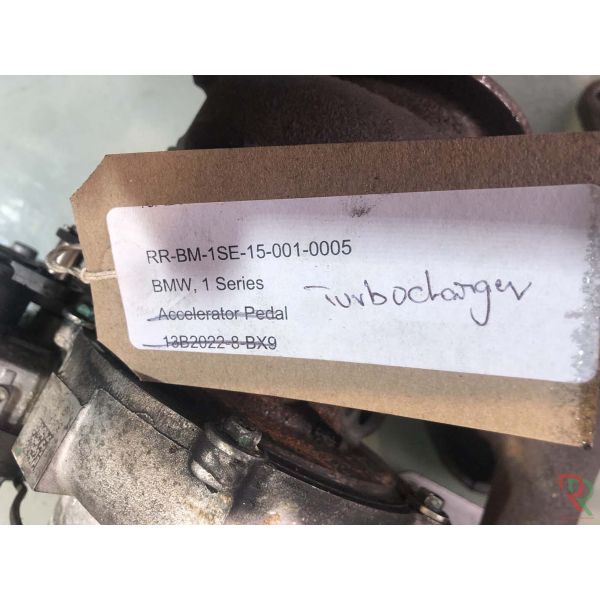 RR-BM-1SE-15-001-0005
BMW, 1 Series
Accelerator Pedal
13B2022-8-BX9
Turbocharger